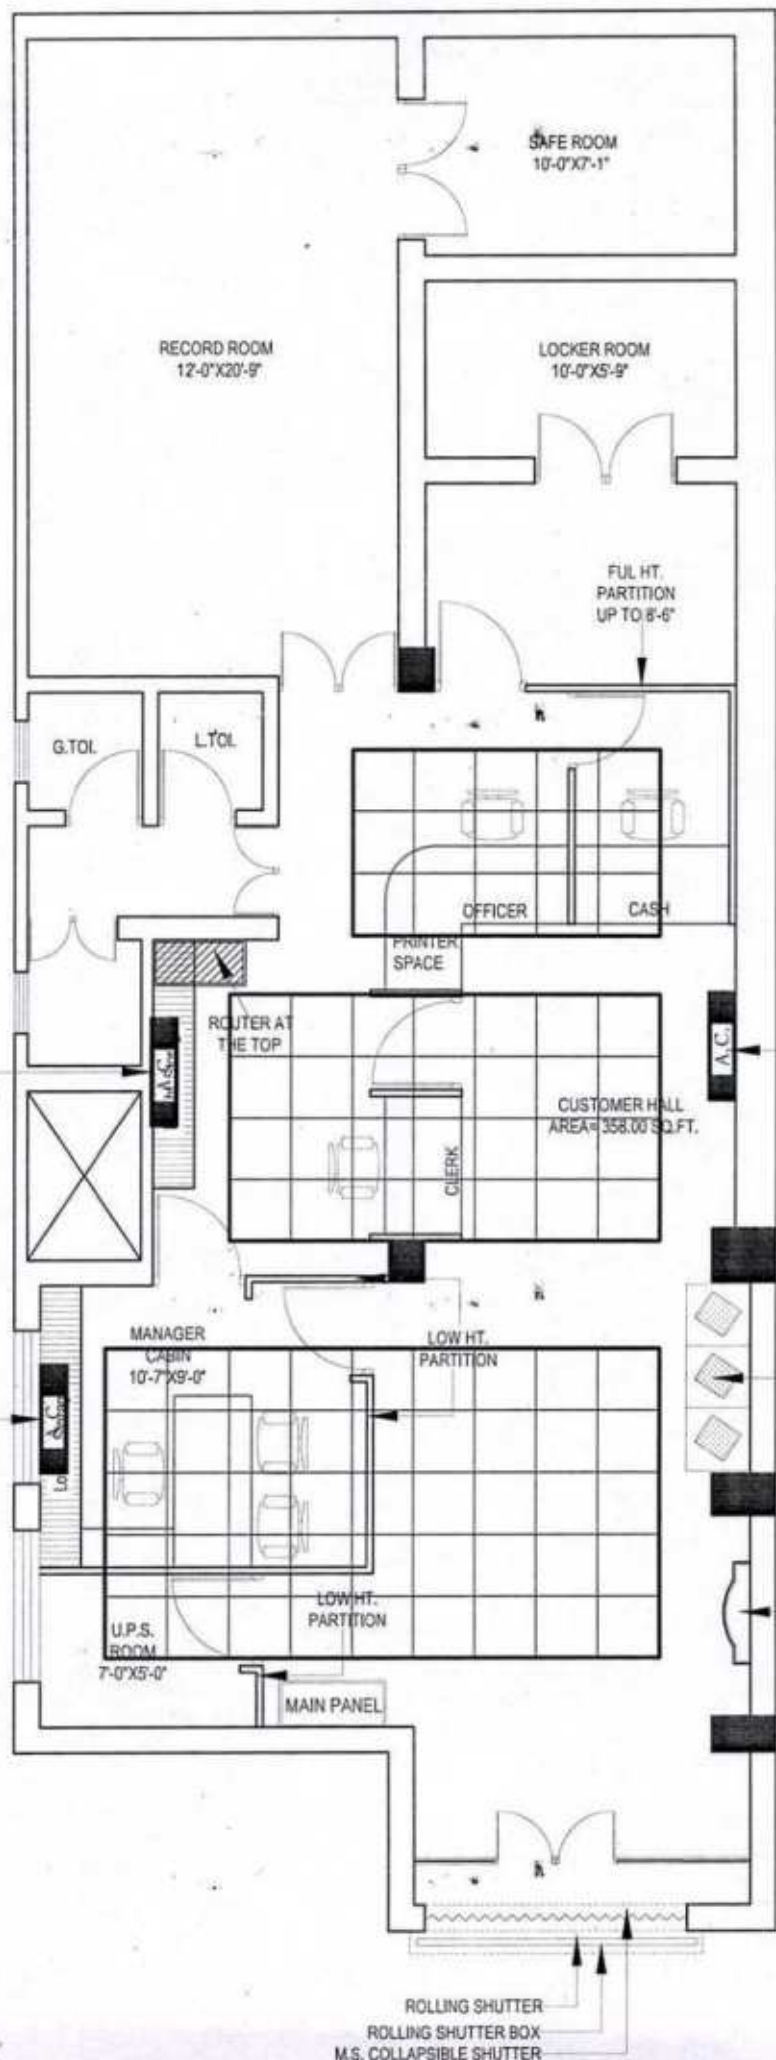 SAFE ROOM
10'-0"X7'-1"
RECORD ROOM
12'-0"X20'-9"
LOCKER ROOM
10'-0"X5'-9"
FUL HT.
PARTITION
UP TO 8'-6"
G.TOI.
L.TOI.
OFFICER
CASH
PRINTER
SPACE
ROUTER AT
THE TOP
A.C.
A.C.
CUSTOMER HALL
AREA= 358.00 SQ.FT.
CLERK
MANAGER
CABIN
10'-7"X9'-0"
LOW HT.
PARTITION
A.C.
LOW HT.
PARTITION
U.P.S.
ROOM
7'-0"X5'-0"
MAIN PANEL
ROLLING SHUTTER
ROLLING SHUTTER BOX
M.S. COLLAPSIBLE SHUTTER